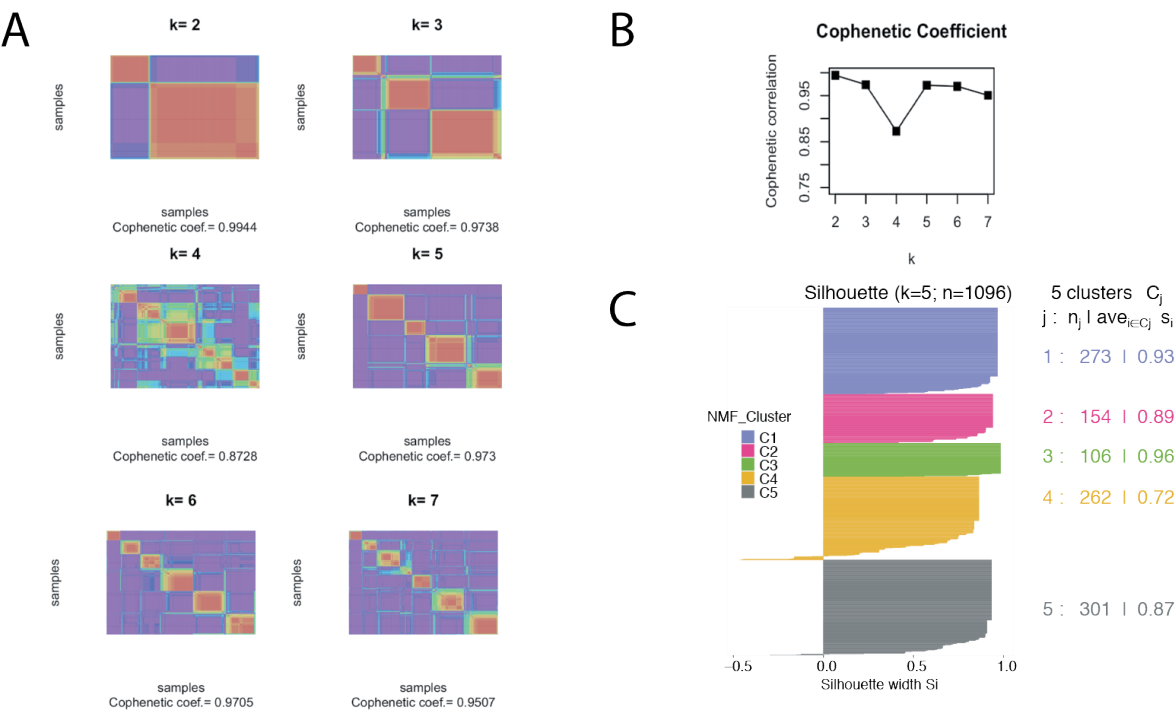 A
k= 2
samples
samples
Cophenetic coef.= 0.9944
k= 3
samples
samples
Cophenetic coef.= 0.9738
k= 4
samples
samples
Cophenetic coef.= 0.8728
k= 5
samples
samples
Cophenetic coef.= 0.973
k= 6
samples
samples
Cophenetic coef.= 0.9705
k= 7
samples
samples
Cophenetic coef.= 0.9507
B
Cophenetic Coefficient
Cophenetic correlation
0.95
0.85
0.75
2 3 4 5 6 7
k
C
Silhouette (k=5; n=1096)
5 clusters Cj
j : nj | avei∈Cj si
1 : 273 | 0.93
2 : 154 | 0.89
3 : 106 | 0.96
4 : 262 | 0.72
5 : 301 | 0.87
NMF_Cluster
C1
C2
C3
C4
C5
−0.5 0.0 0.5 1.0
Silhouette width Si